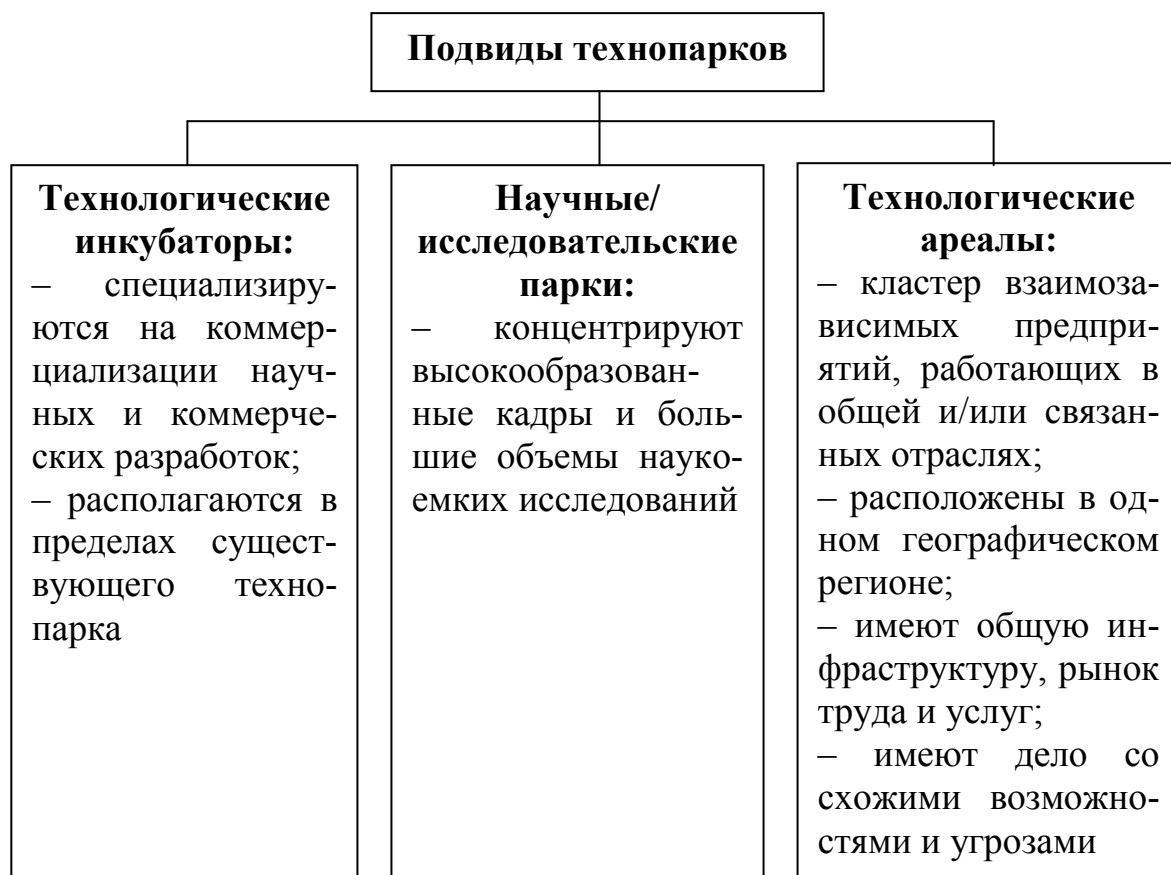 Подвиды технопарков
Технологические
инкубаторы:
– специализиру-
ются на коммер-
циализации науч-
ных и коммерче-
ских разработок;
– располагаются в
пределах сущест-
вующего техно-
парка
Научные/
исследовательские
парки:
– концентрируют
высокообразован-
ные кадры и боль-
шие объемы науко-
емких исследований
Технологические
ареалы:
– кластер взаимоза-
висимых предпри-
ятий, работающих в
общей и/или связан-
ных отраслях;
– расположены в од-
ном географическом
регионе;
– имеют общую ин-
фраструктуру, рынок
труда и услуг;
– имеют дело со
схожими возможно-
стями и угрозами